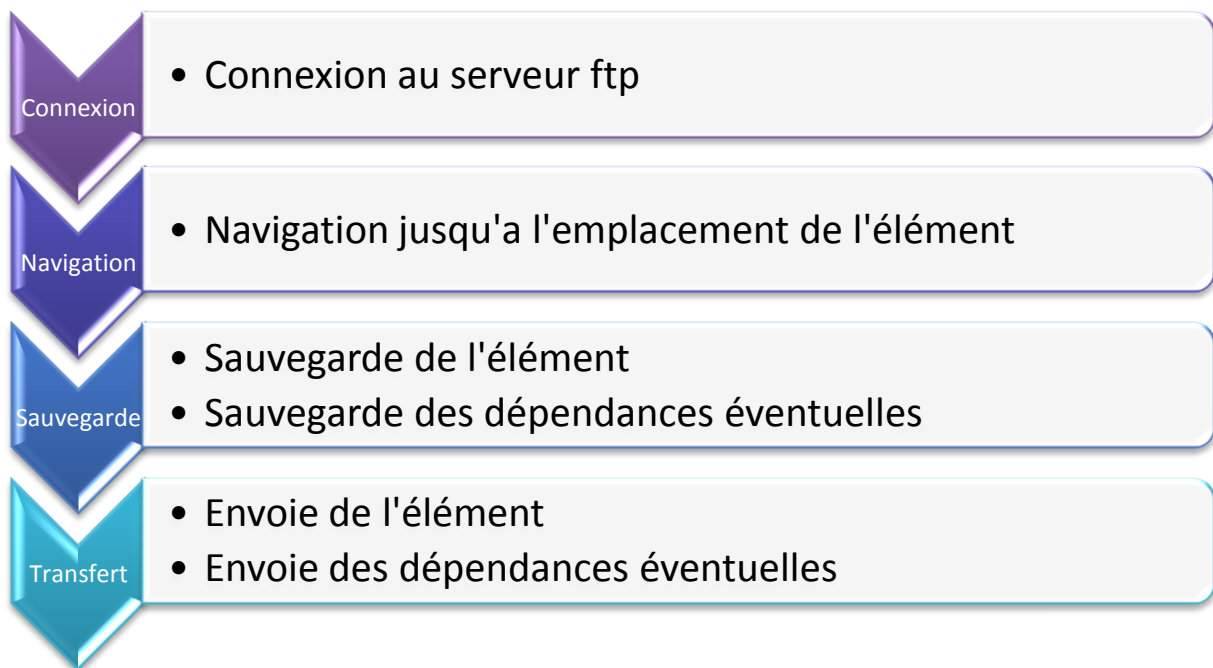 Connexion
• Connexion au serveur ftp
Navigation
• Navigation jusqu'a l'emplacement de l'élément
Sauvegarde
• Sauvegarde de l'élément
• Sauvegarde des dépendances éventuelles
Transfert
• Envoie de l'élément
• Envoie des dépendances éventuelles